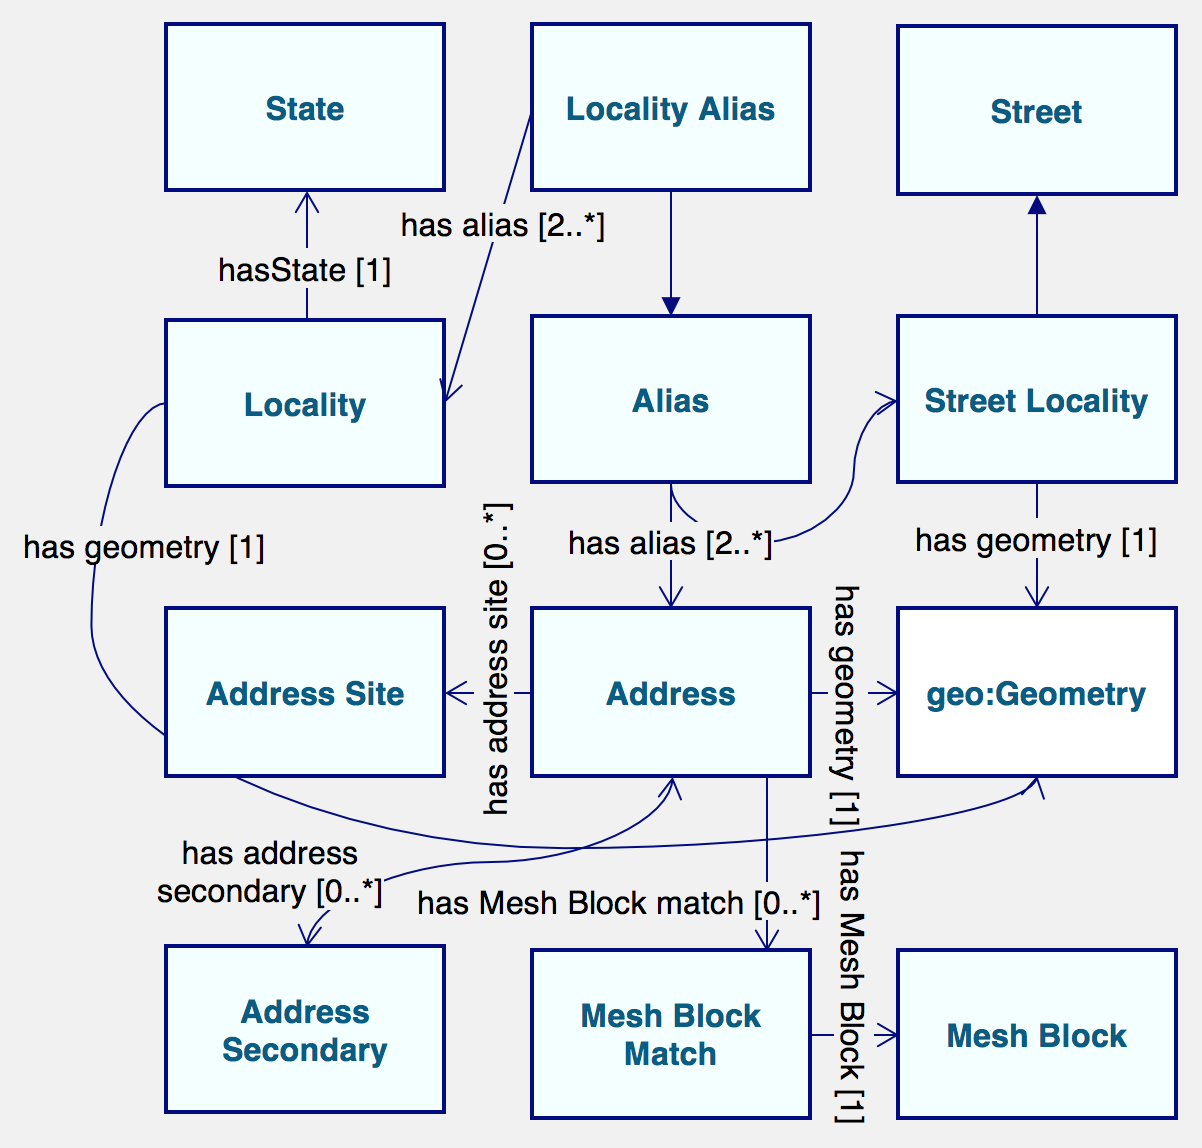 State
Locality Alias
Street
has alias [2..*]
hasState [1]
Locality
Alias
Street Locality
has geometry [1]
has address site [0..*]
has alias [2..*]
has geometry [1]
Address Site
Address
has geometry [1]
geo:Geometry
has address
secondary [0..*]
has Mesh Block match [0..*]
has Mesh Block [1]
Address
Secondary
Mesh Block
Match
Mesh Block